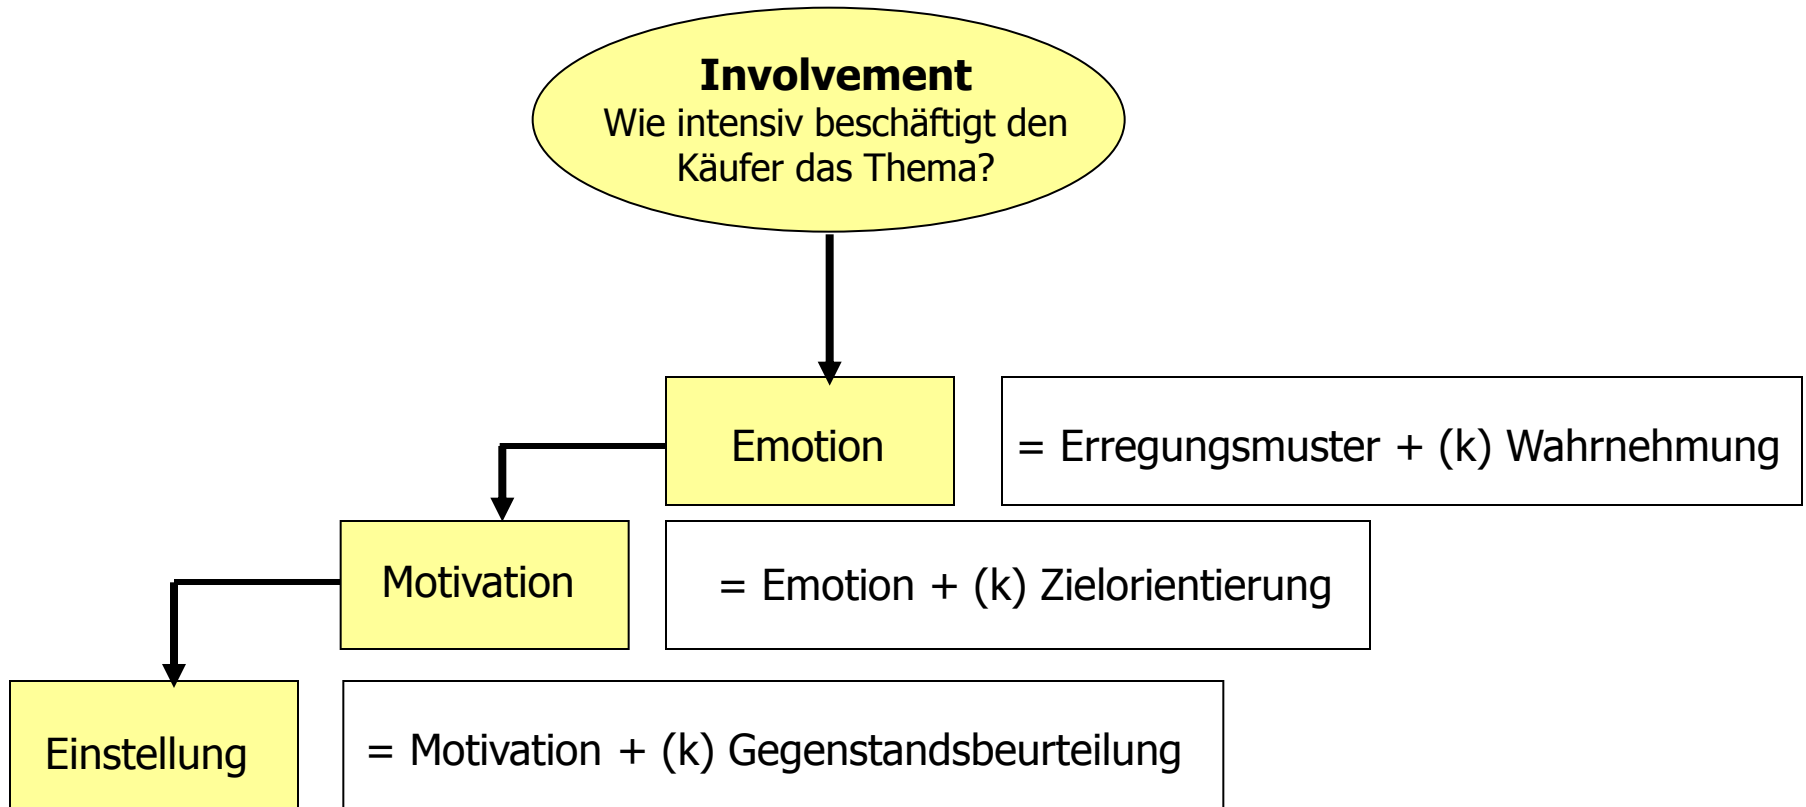 Involvement
Wie intensiv beschäftigt den
Käufer das Thema?
Emotion
= Erregungsmuster + (k) Wahrnehmung
Motivation
= Emotion + (k) Zielorientierung
Einstellung
= Motivation + (k) Gegenstandsbeurteilung